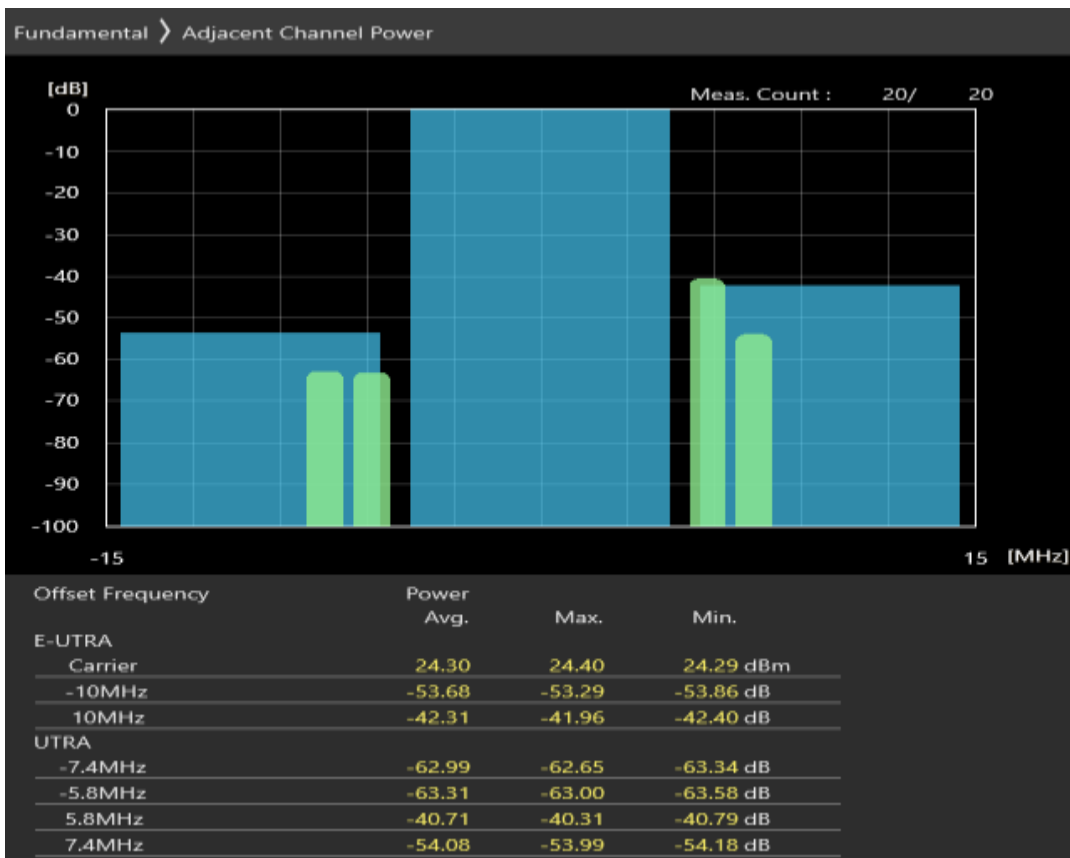 Fundamental 〉 Adjacent Channel Power
[dB]
Meas. Count : 20/ 20
0
-10
-20
-30
-40
-50
-60
-70
-80
-90
-100
-15 15 [MHz]
Offset Frequency Power
Avg. Max. Min.
E-UTRA
Carrier 24.30 24.40 24.29 dBm
-10MHz -53.68 -53.29 -53.86 dB
10MHz -42.31 -41.96 -42.40 dB
UTRA
-7.4MHz -62.99 -62.65 -63.34 dB
-5.8MHz -63.31 -63.00 -63.58 dB
5.8MHz -40.71 -40.31 -40.79 dB
7.4MHz -54.08 -53.99 -54.18 dB